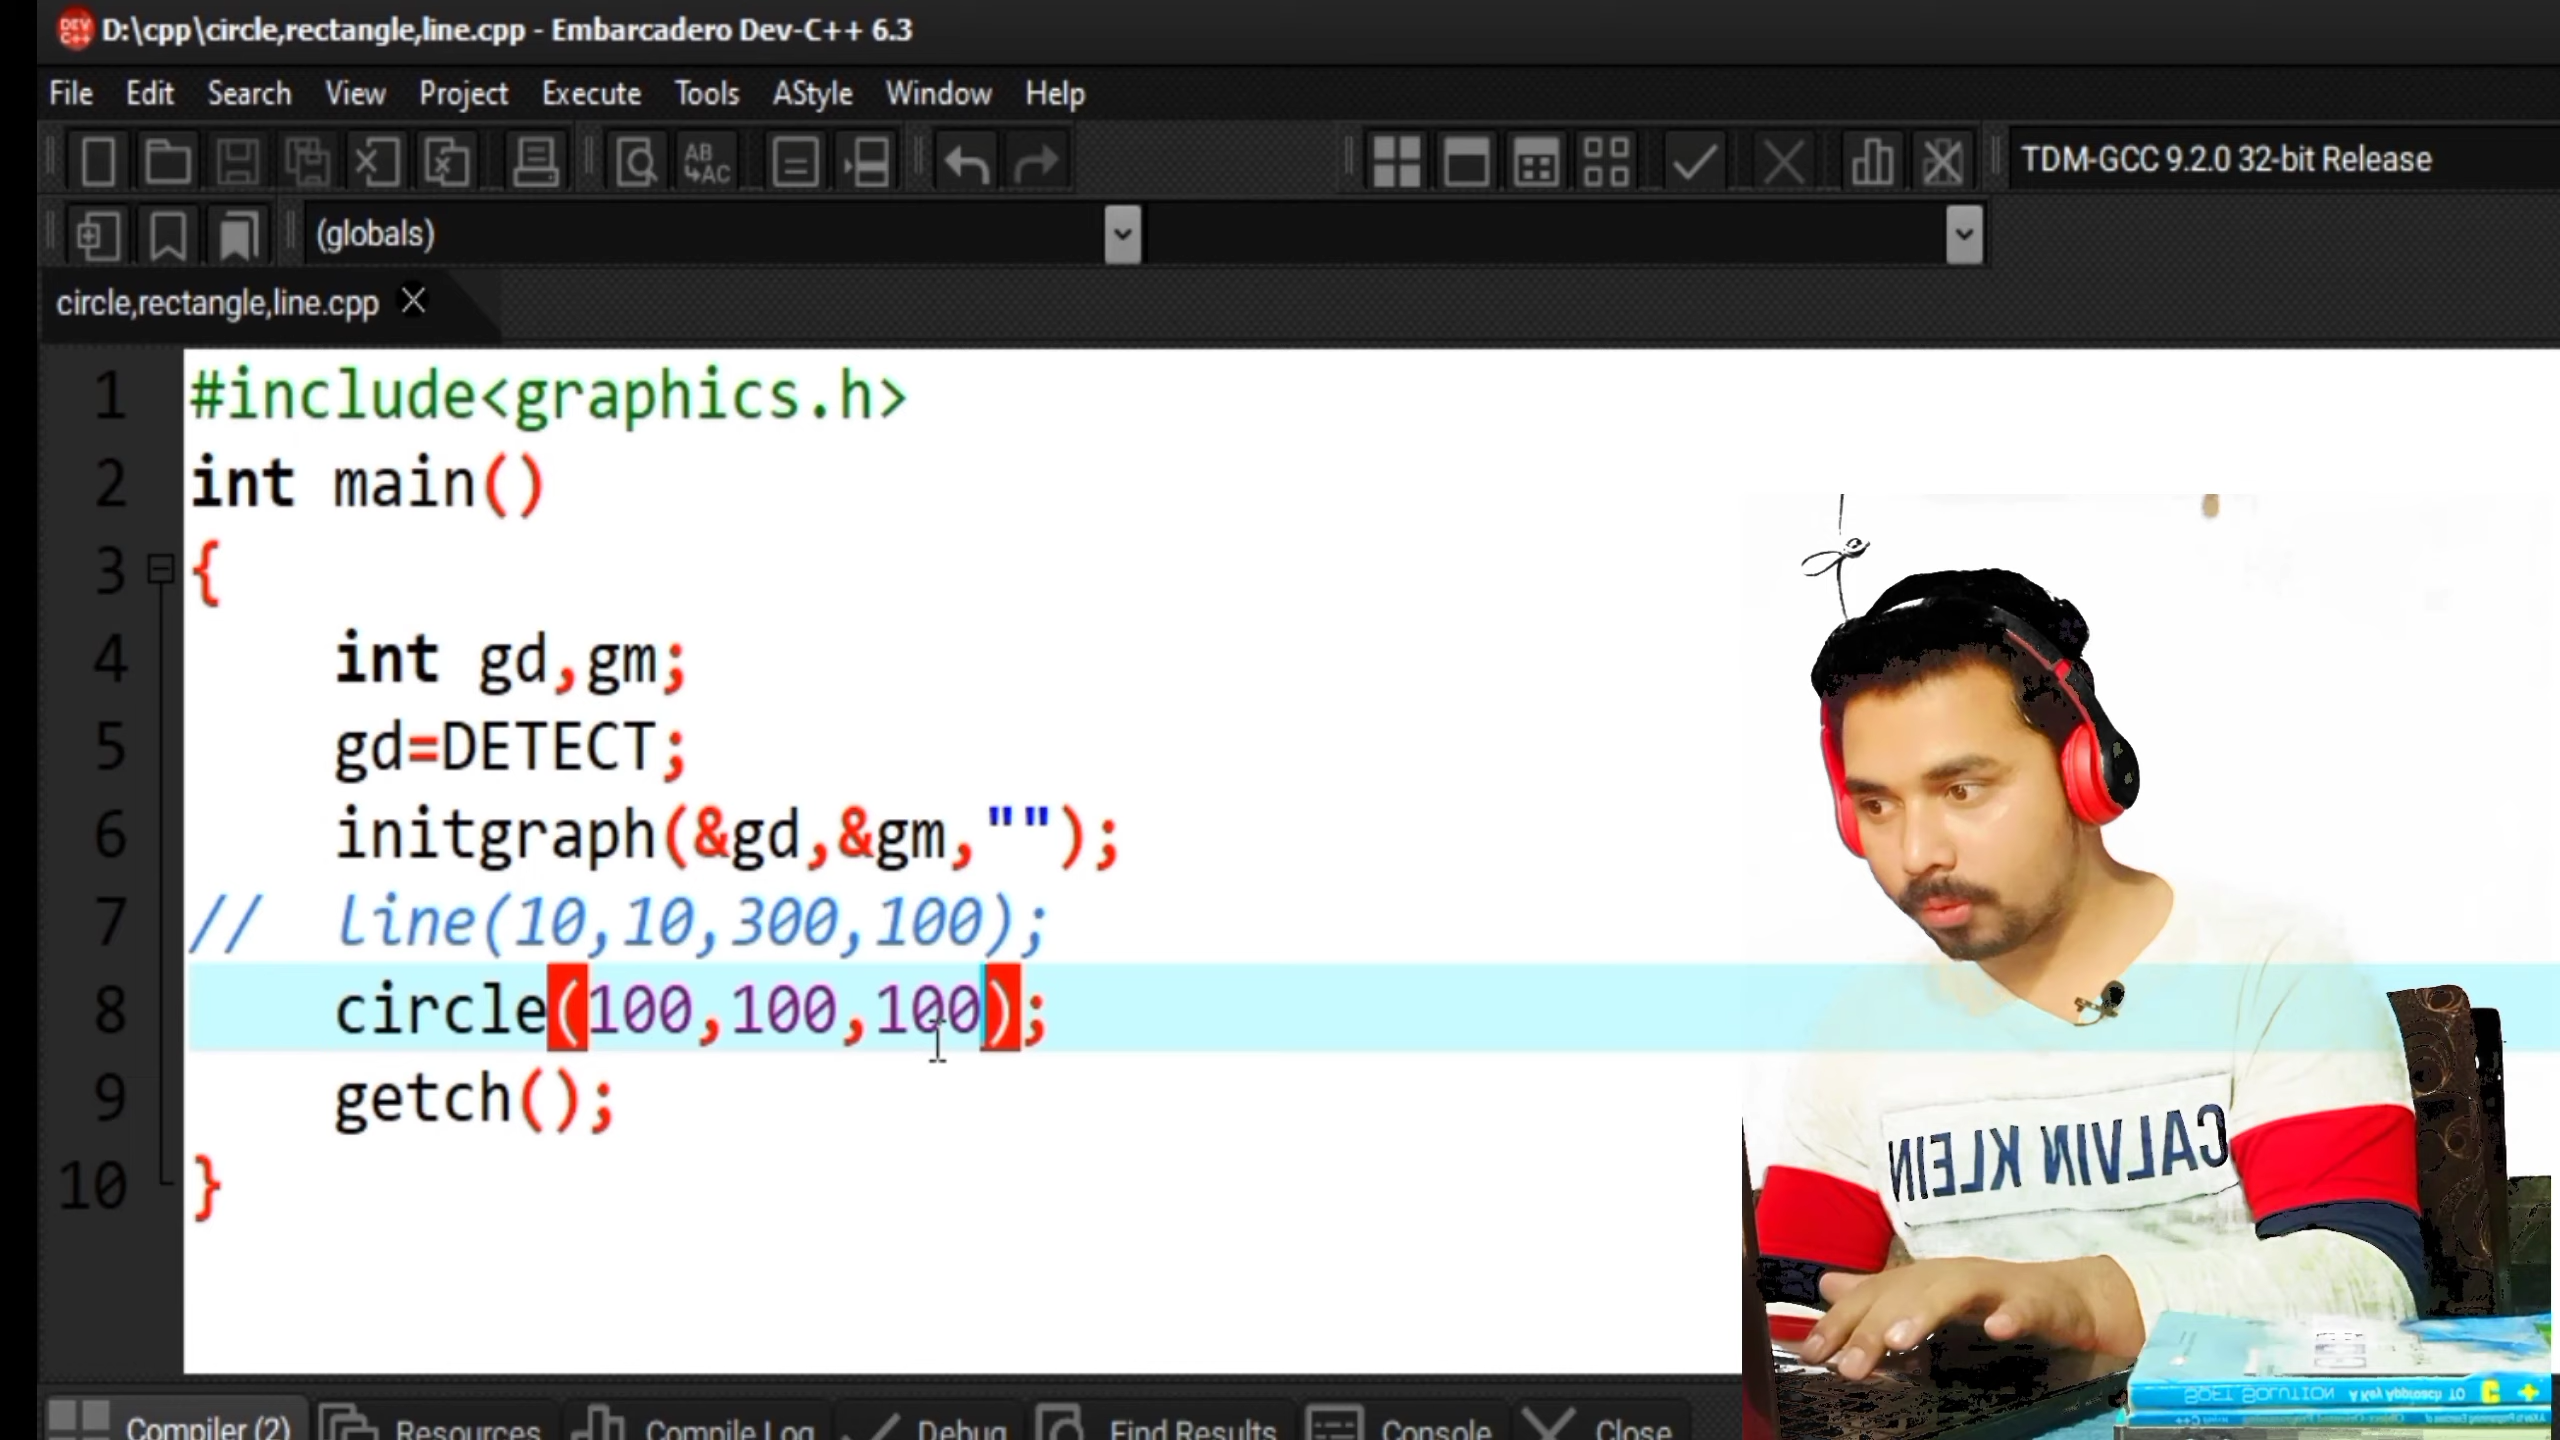 D:\cpp\circle,rectangle,line.cpp - Embarcadero Dev-C++ 6.3
File Edit Search View Project Execute Tools AStyle Window Help
TDM-GCC 9.2.0 32-bit Release
(globals)
circle,rectangle,line.cpp
1 #include<graphics.h>
2 int main()
3 {
4 int gd,gm;
5 gd=DETECT;
6 initgraph(&gd,&gm,"");
7 // line(10,10,300,100);
8 circle(100,100,100);
9 getch();
10 }
CALVIN KLEIN
SOLUTION A Key Approach TO C ++
Compiler (2) Resources Compile Log Debug Find Results Console Close